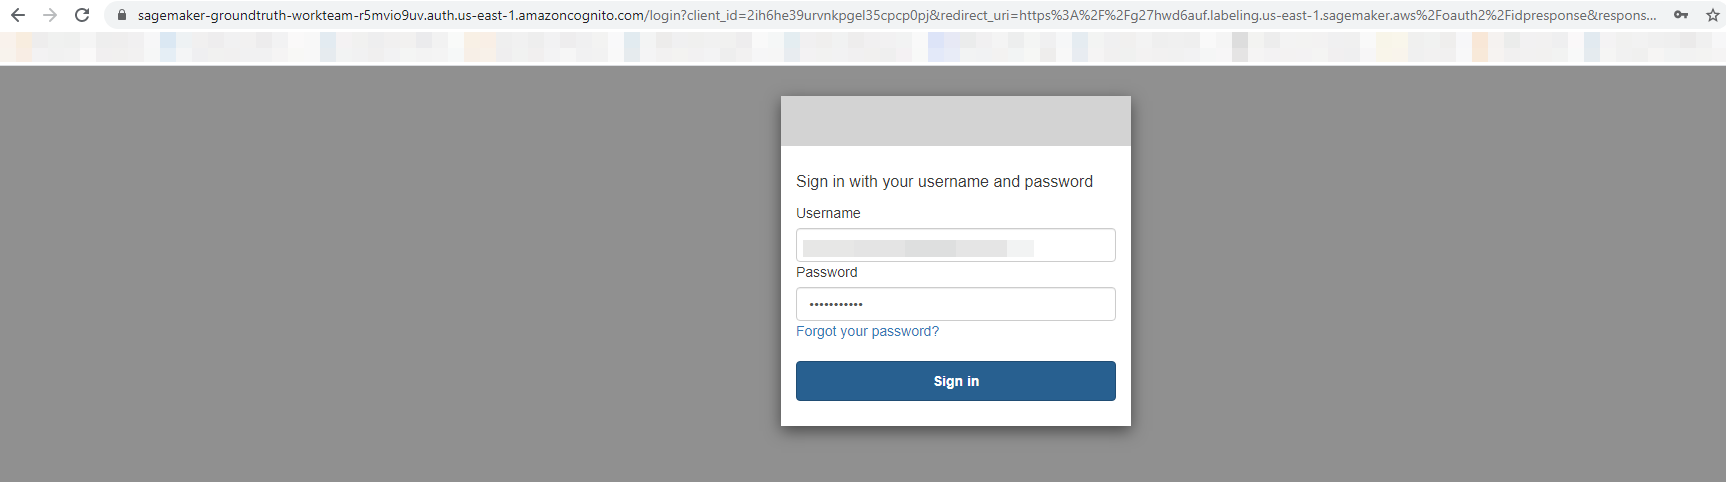 sagemaker-groundtruth-workteam-r5mvio9uv.auth.us-east-1.amazoncognito.com/login?client_id=2ih6he39urvnkpgel35cpcp0pj&redirect_uri=https%3A%2F%2Fg27hwd6auf.labeling.us-east-1.sagemaker.aws%2Foauth2%2Fidpresponse&respons...
Sign in with your username and password
Username
Password
•••••••••••
Forgot your password?
Sign in